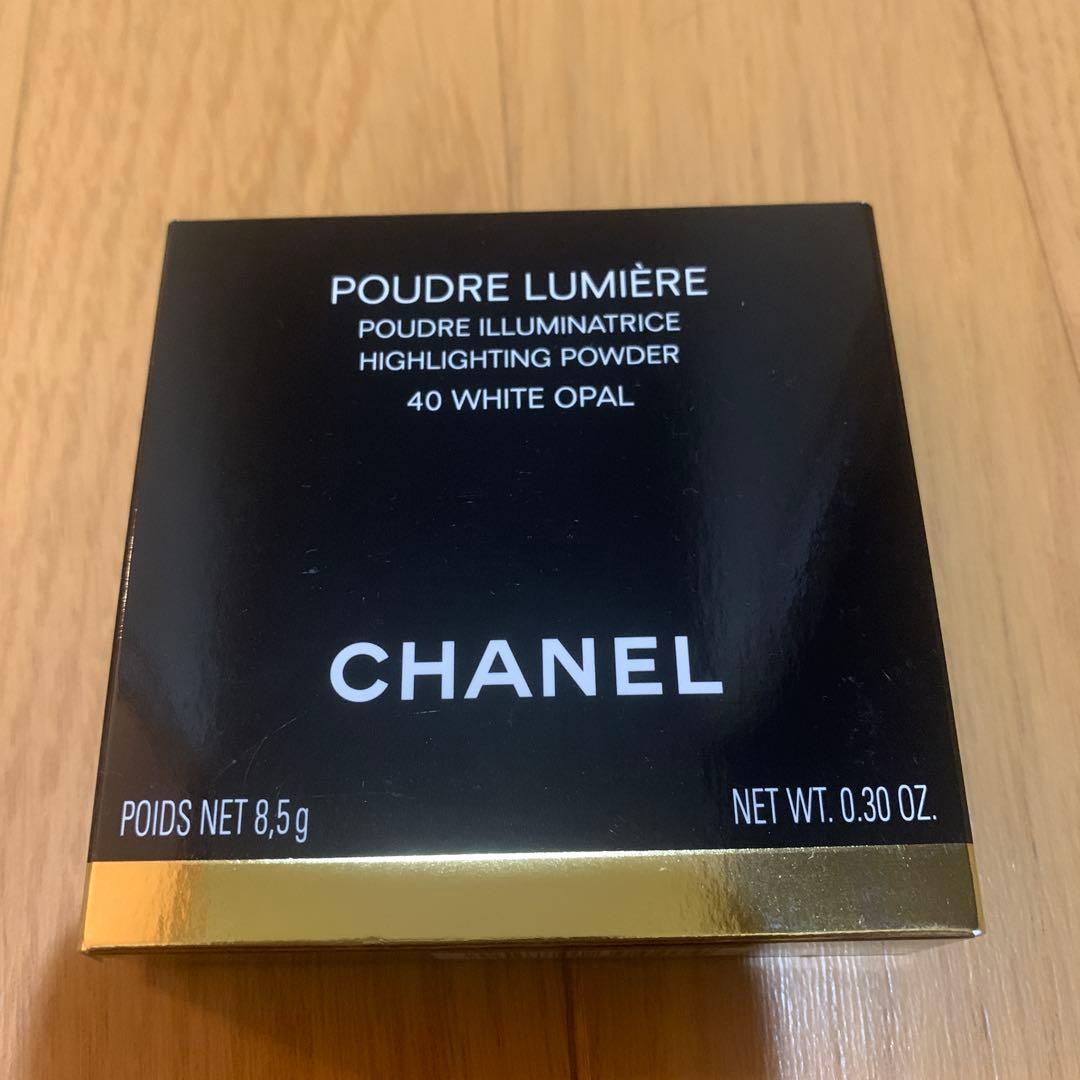 POUDRE LUMIÈRE
POUDRE ILLUMINATRICE
HIGHLIGHTING POWDER
40 WHITE OPAL
CHANEL
POIDS NET 8,5 g
NET WT. 0.30 OZ.